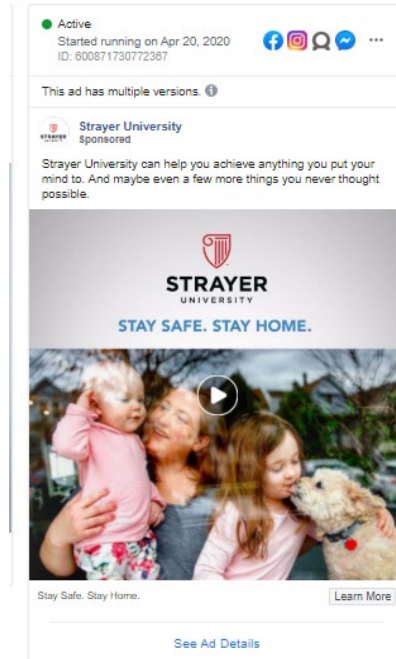 Active
Started running on Apr 20, 2020
ID: 600871730772367
This ad has multiple versions.
Strayer University
Sponsored
Strayer University can help you achieve anything you put your
mind to. And maybe even a few more things you never thought
possible.
STRAYER
UNIVERSITY
STAY SAFE. STAY HOME.
Stay Safe. Stay Home.
Learn More
See Ad Details